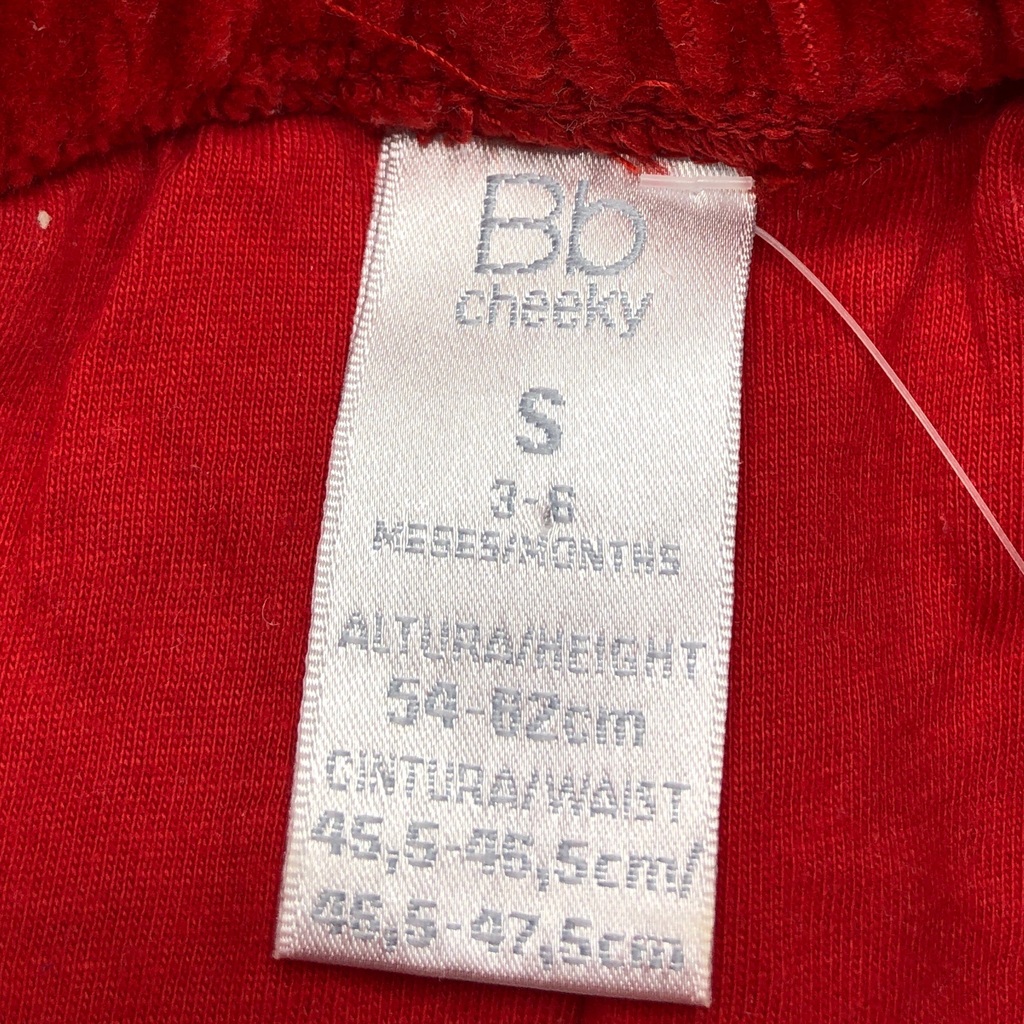 Bb
cheeky
S
3-6
MESES/MONTHS
ALTURA/HEIGHT
54-62cm
CINTURA/WAIST
45,5-46,5cm/
46,5-47,5cm